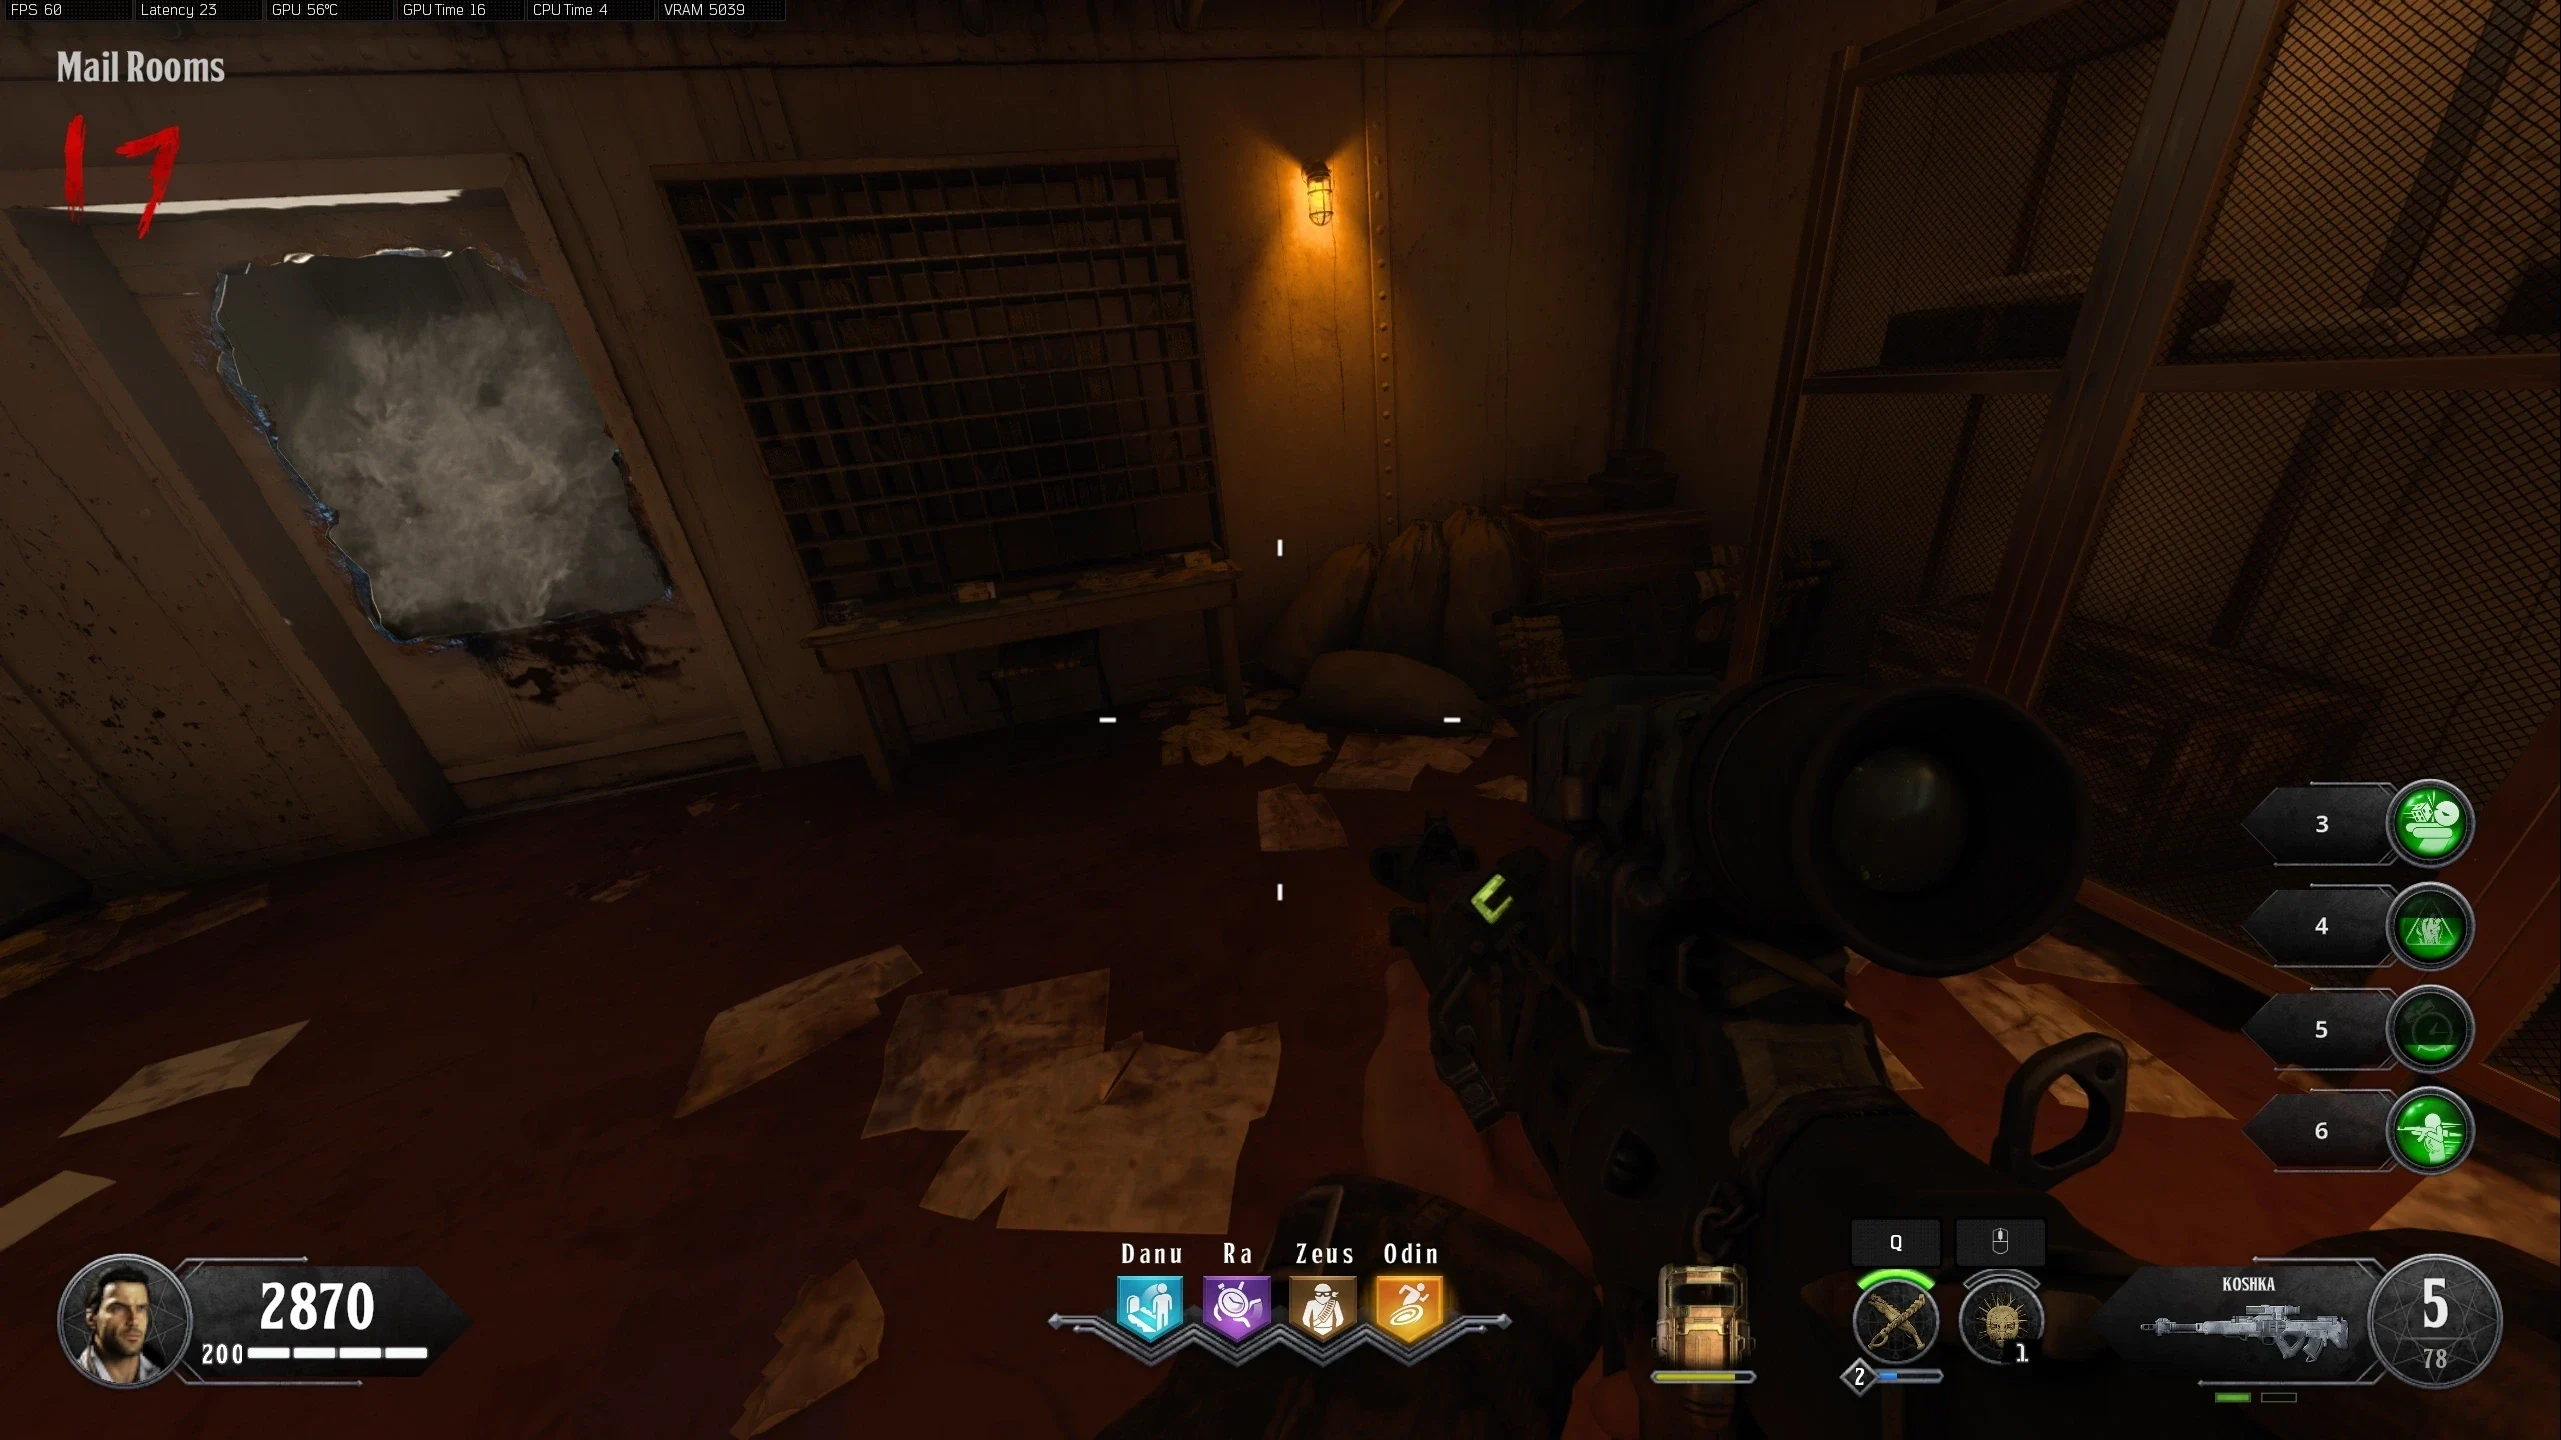 FPS 60 Latency 23 GPU 56°C GPU Time 16 CPU Time 4 VRAM 5039
Mail Rooms
17
3
4
5
6
Danu Ra Zeus Odin
Q
2870
200
2
1
KOSHKA
5
78